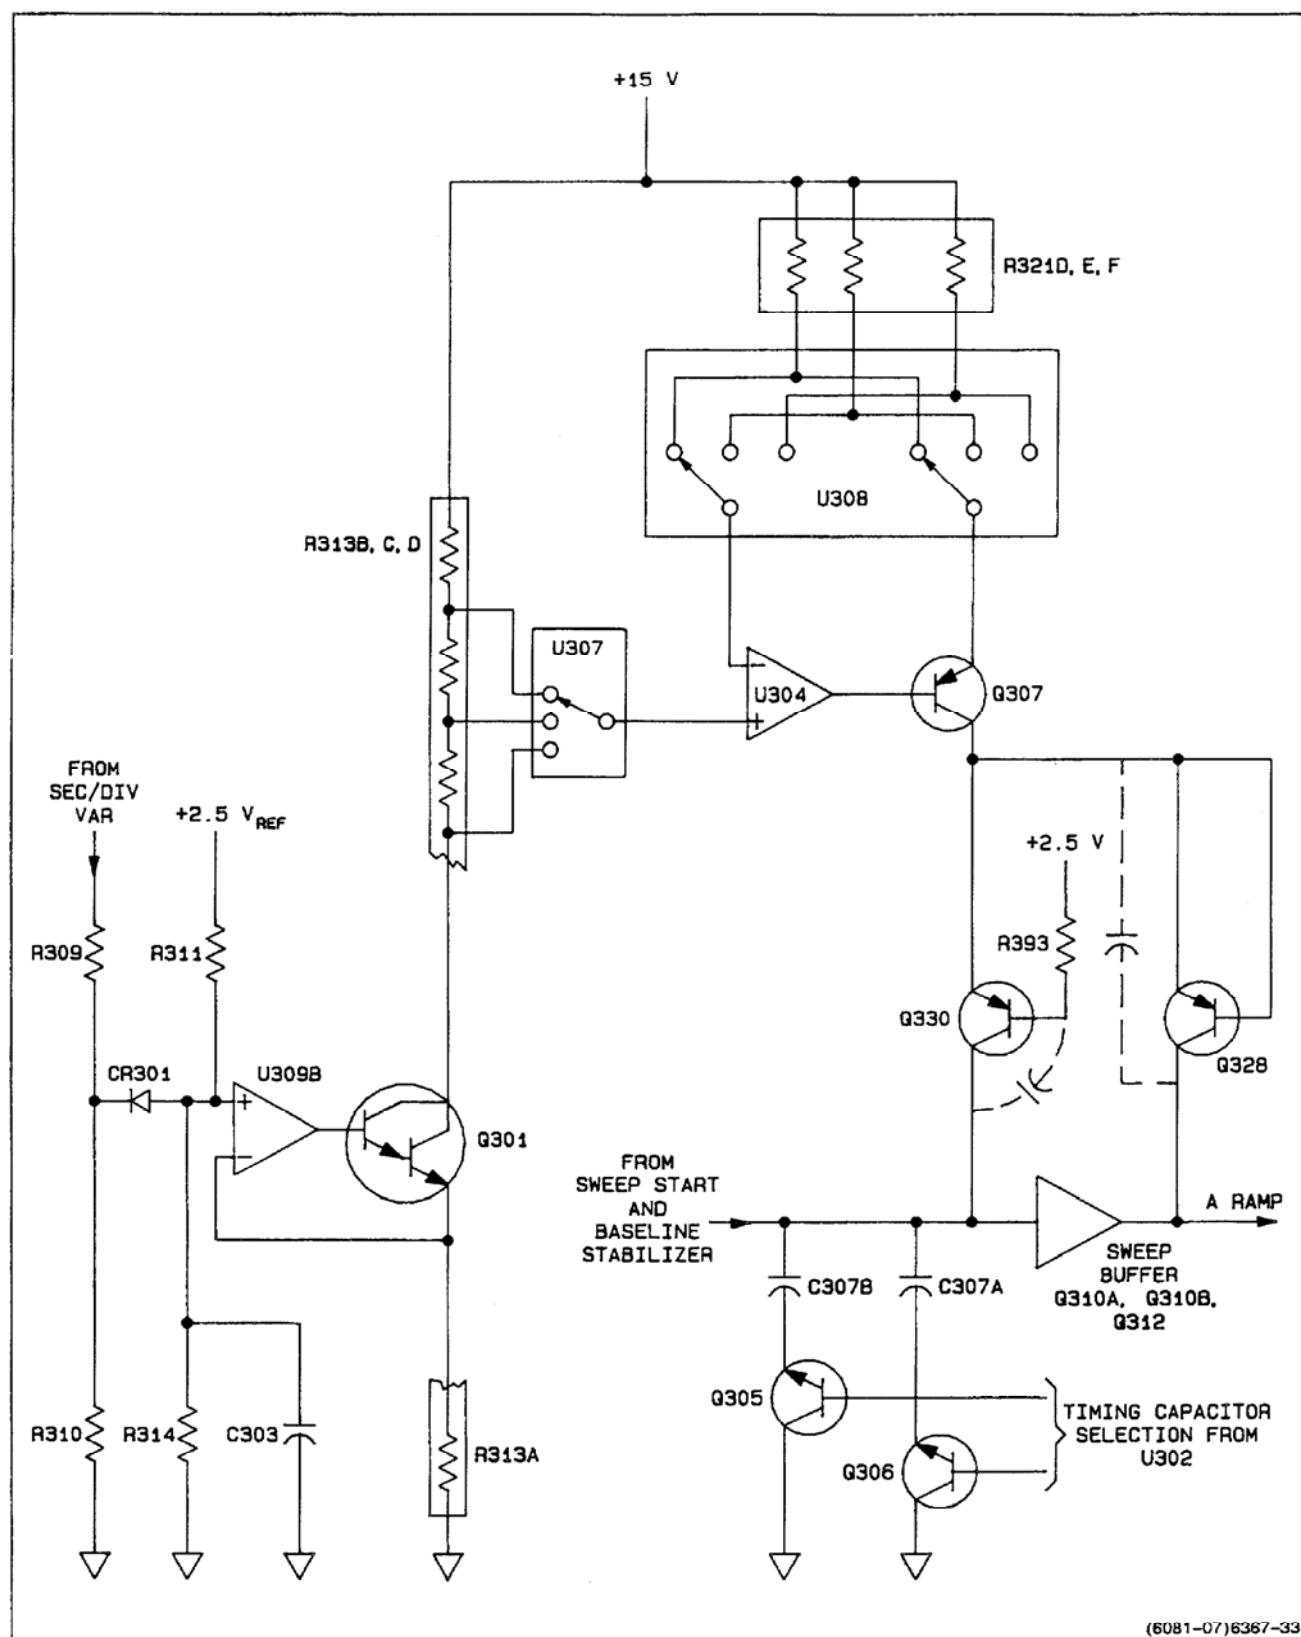 +15 V
R321D, E, F
U308
R313B, C, D
U307
U304
Q307
FROM
SEC/DIV
VAR
+2.5 VREF
+2.5 V
R309
R311
R393
Q330
Q328
CR301
U309B
Q301
FROM
SWEEP START
AND
BASELINE
STABILIZER
A RAMP
SWEEP
BUFFER
Q310A, Q310B,
Q312
C307B
C307A
Q305
TIMING CAPACITOR
SELECTION FROM
U302
R310
R314
C303
R313A
Q306
(6081-07)6367-33